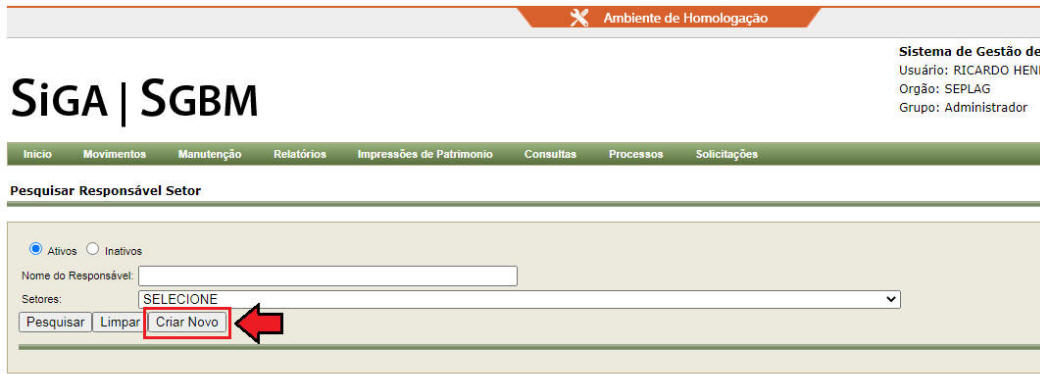 Ambiente de Homologação
Sistema de Gestão de
Usuário: RICARDO HEN
Orgão: SEPLAG
Grupo: Administrador
SiGA | SGBM
Inicio Movimentos Manutenção Relatórios Impressões de Patrimonio Consultas Processos Solicitações
Pesquisar Responsável Setor
Ativos Inativos
Nome do Responsável:
Setores: SELECIONE
Pesquisar Limpar Criar Novo